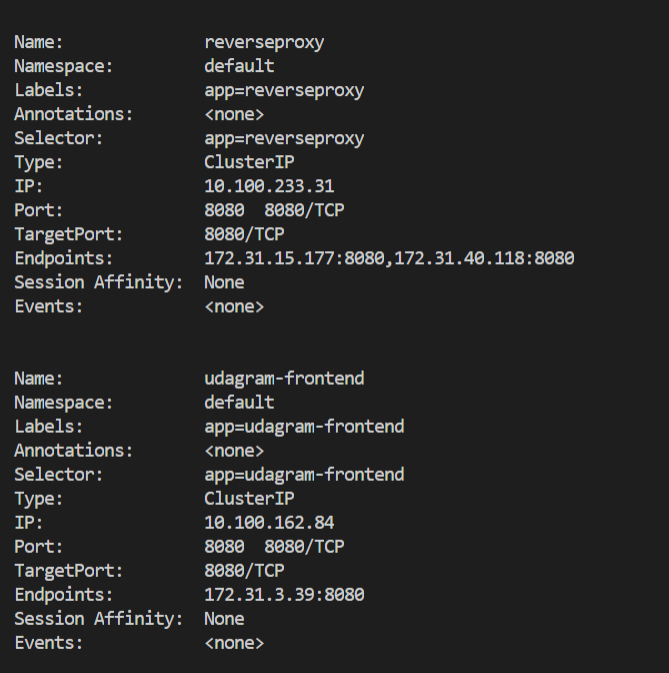 Name: reverseproxy
Namespace: default
Labels: app=reverseproxy
Annotations: <none>
Selector: app=reverseproxy
Type: ClusterIP
IP: 10.100.233.31
Port: 8080 8080/TCP
TargetPort: 8080/TCP
Endpoints: 172.31.15.177:8080,172.31.40.118:8080
Session Affinity: None
Events: <none>
Name: udagram-frontend
Namespace: default
Labels: app=udagram-frontend
Annotations: <none>
Selector: app=udagram-frontend
Type: ClusterIP
IP: 10.100.162.84
Port: 8080 8080/TCP
TargetPort: 8080/TCP
Endpoints: 172.31.3.39:8080
Session Affinity: None
Events: <none>